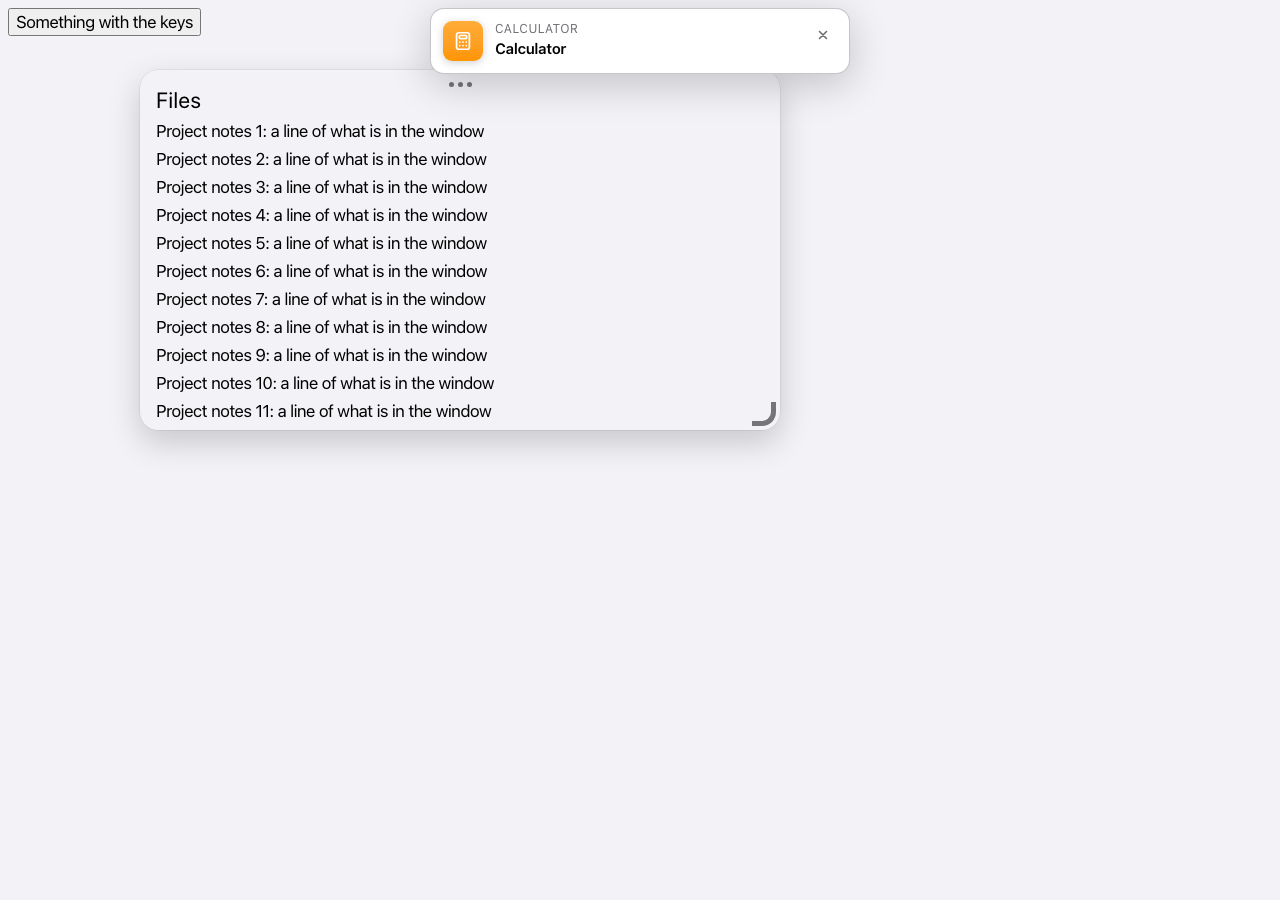 Something with the keys
CALCULATOR
Calculator
Files
Project notes 1: a line of what is in the window
Project notes 2: a line of what is in the window
Project notes 3: a line of what is in the window
Project notes 4: a line of what is in the window
Project notes 5: a line of what is in the window
Project notes 6: a line of what is in the window
Project notes 7: a line of what is in the window
Project notes 8: a line of what is in the window
Project notes 9: a line of what is in the window
Project notes 10: a line of what is in the window
Project notes 11: a line of what is in the window